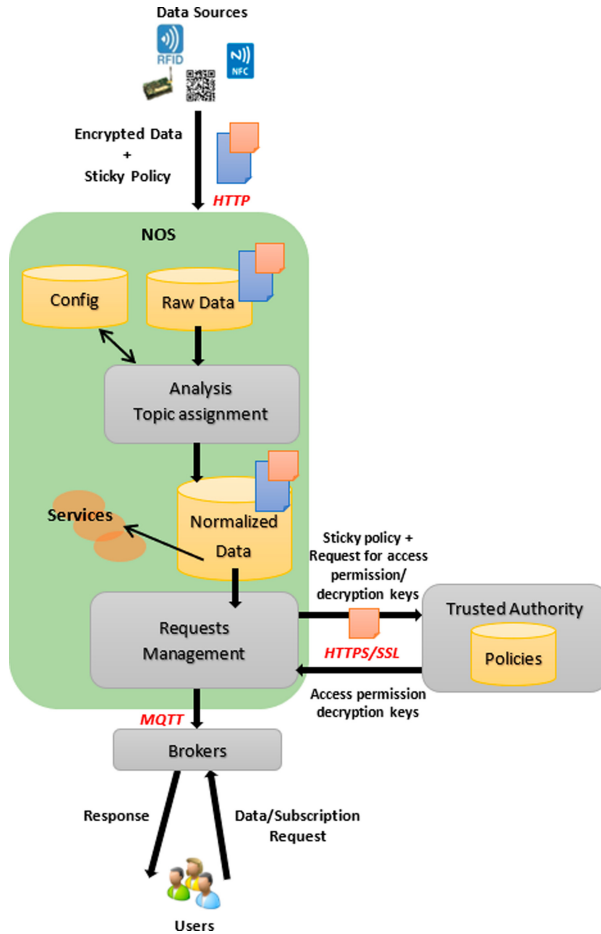 Data Sources
RFID
NFC
Encrypted Data
+
Sticky Policy
HTTP
NOS
Config
Raw Data
Analysis
Topic assignment
Services
Normalized
Data
Sticky policy +
Request for access
permission/
decryption keys
Trusted Authority
Policies
Requests
Management
HTTPS/SSL
Access permission
decryption keys
MQTT
Brokers
Response
Data/Subscription
Request
Users